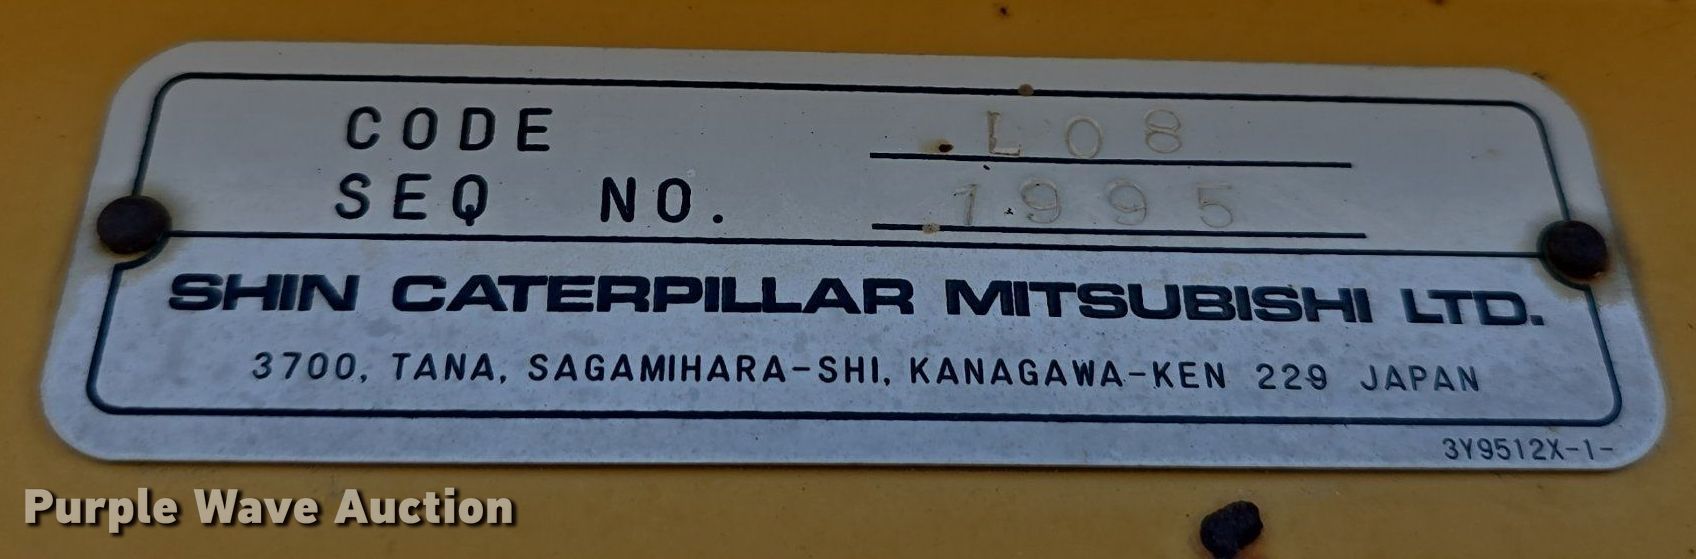 CODE L08
SEQ NO. 1995
SHIN CATERPILLAR MITSUBISHI LTD.
3700, TANA, SAGAMIHARA-SHI, KANAGAWA-KEN 229 JAPAN
3Y9512X-1-
Purple Wave Auction